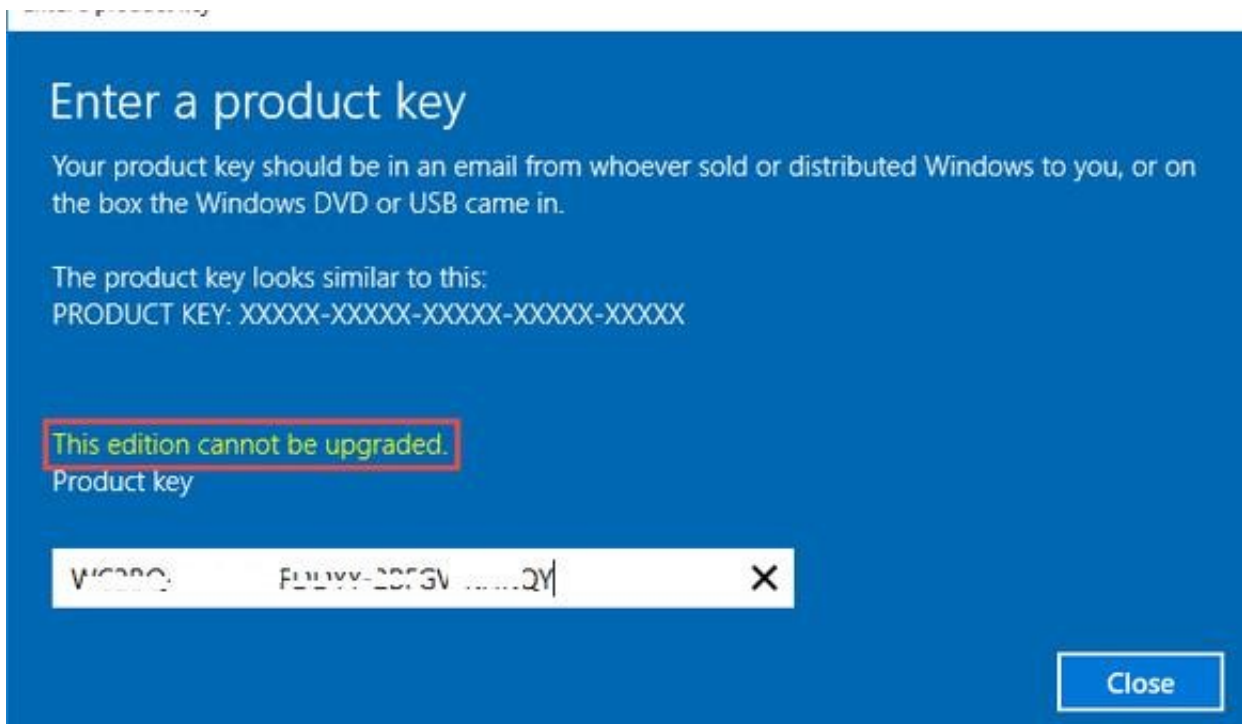 Enter a product key
Your product key should be in an email from whoever sold or distributed Windows to you, or on
the box the Windows DVD or USB came in.
The product key looks similar to this:
PRODUCT KEY: XXXXX-XXXXX-XXXXX-XXXXX-XXXXX
This edition cannot be upgraded.
Product key
Close